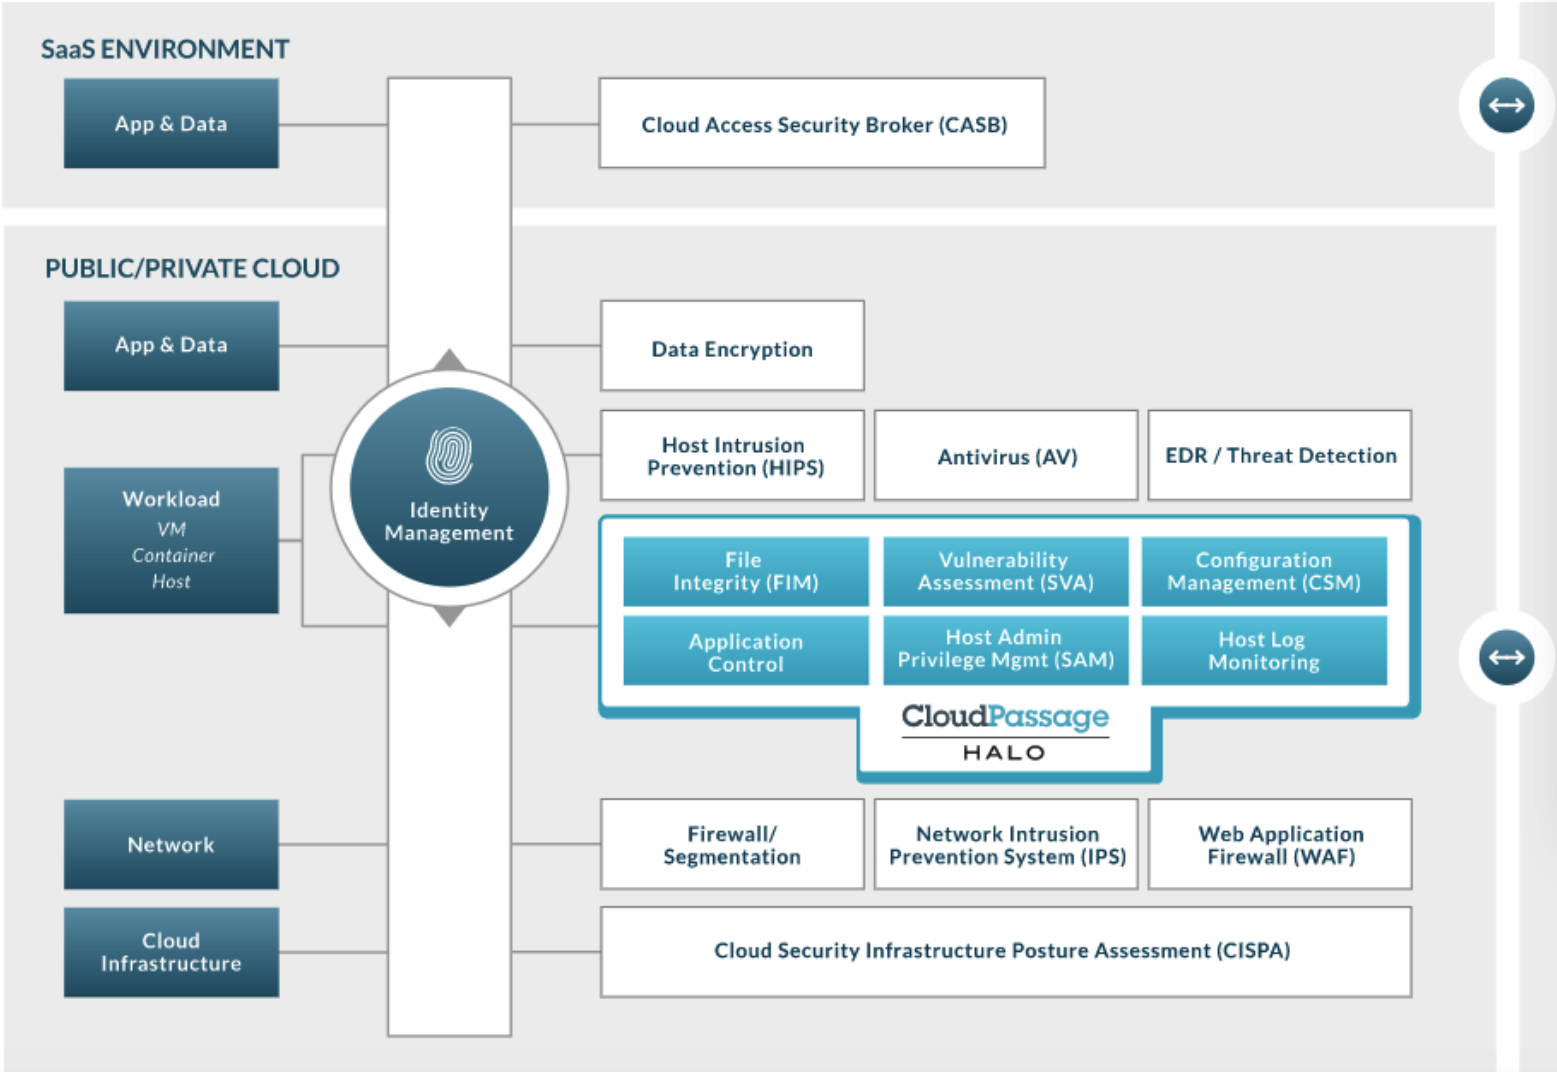 SaaS ENVIRONMENT
App & Data
Cloud Access Security Broker (CASB)
PUBLIC/PRIVATE CLOUD
App & Data
Data Encryption
Workload
VM
Container
Host
Identity
Management
Host Intrusion
Prevention (HIPS)
Antivirus (AV)
EDR / Threat Detection
File
Integrity (FIM)
Vulnerability
Assessment (SVA)
Configuration
Management (CSM)
Application
Control
Host Admin
Privilege Mgmt (SAM)
Host Log
Monitoring
CloudPassage
HALO
Network
Firewall/
Segmentation
Network Intrusion
Prevention System (IPS)
Web Application
Firewall (WAF)
Cloud
Infrastructure
Cloud Security Infrastructure Posture Assessment (CISPA)